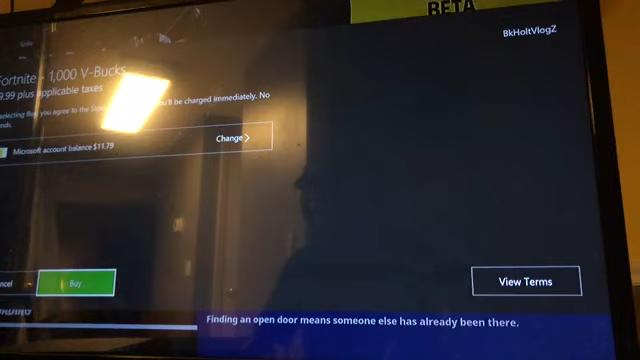 BETA
BkHoltVlogZ
Fortnite - 1,000 V-Bucks
9.99 plus applicable taxes
selecting Buy, you agree to the you'll be charged immediately. No
Change
Microsoft account balance $11.79
Buy
View Terms
Finding an open door means someone else has already been there.